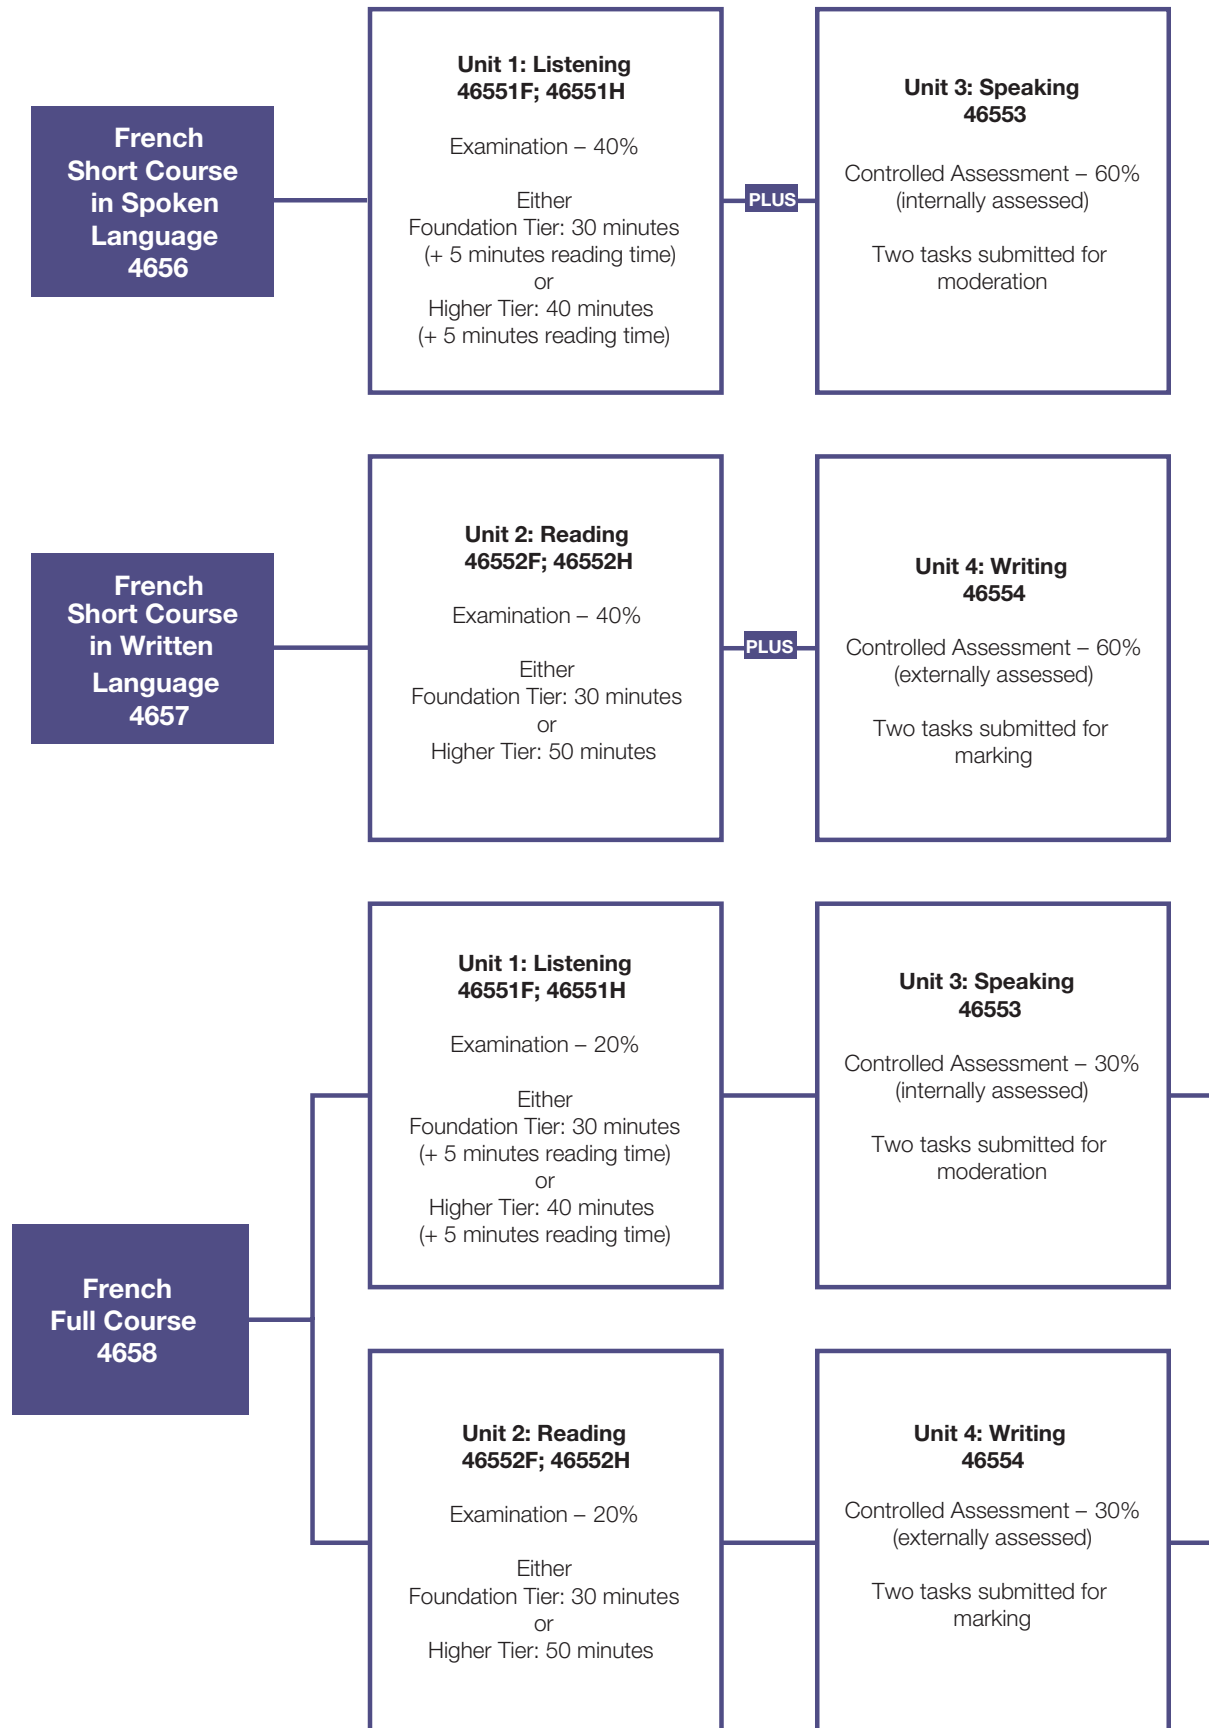 French
Short Course
in Spoken
Language
4656
Unit 1: Listening
46551F; 46551H
Examination – 40%
Either
Foundation Tier: 30 minutes
(+ 5 minutes reading time)
or
Higher Tier: 40 minutes
(+ 5 minutes reading time)
PLUS
Unit 3: Speaking
46553
Controlled Assessment – 60%
(internally assessed)
Two tasks submitted for
moderation
French
Short Course
in Written
Language
4657
Unit 2: Reading
46552F; 46552H
Examination – 40%
Either
Foundation Tier: 30 minutes
or
Higher Tier: 50 minutes
PLUS
Unit 4: Writing
46554
Controlled Assessment – 60%
(externally assessed)
Two tasks submitted for
marking
French
Full Course
4658
Unit 1: Listening
46551F; 46551H
Examination – 20%
Either
Foundation Tier: 30 minutes
(+ 5 minutes reading time)
or
Higher Tier: 40 minutes
(+ 5 minutes reading time)
Unit 3: Speaking
46553
Controlled Assessment – 30%
(internally assessed)
Two tasks submitted for
moderation
Unit 2: Reading
46552F; 46552H
Examination – 20%
Either
Foundation Tier: 30 minutes
or
Higher Tier: 50 minutes
Unit 4: Writing
46554
Controlled Assessment – 30%
(externally assessed)
Two tasks submitted for
marking